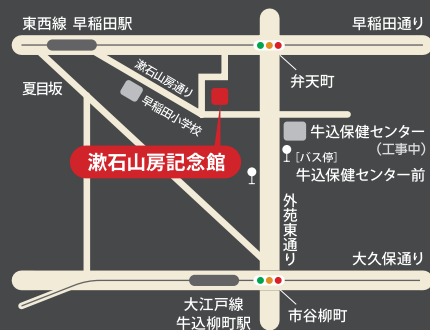 東西線 早稲田駅
早稲田通り
漱石山房通り
弁天町
夏目坂
早稲田小学校
牛込保健センター
(工事中)
[バス停]
牛込保健センター前
漱石山房記念館
外苑東通り
大久保通り
大江戸線
牛込柳町駅
市谷柳町